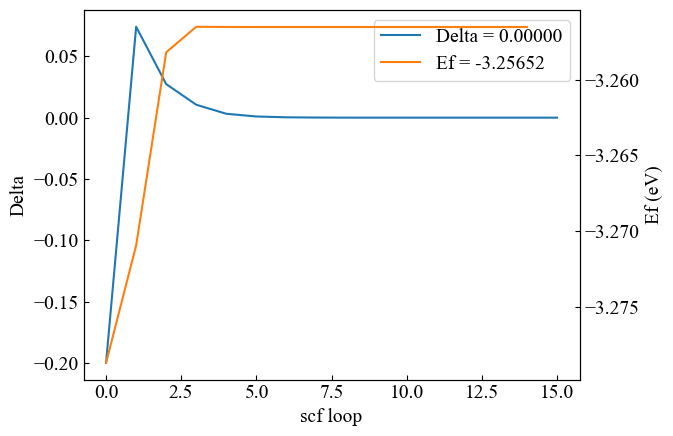 Delta = 0.00000
Ef = -3.25652
0.05
0.00
−0.05
−0.10
−0.15
−0.20
Delta
−3.260
−3.265
−3.270
−3.275
Ef (eV)
0.0 2.5 5.0 7.5 10.0 12.5 15.0
scf loop